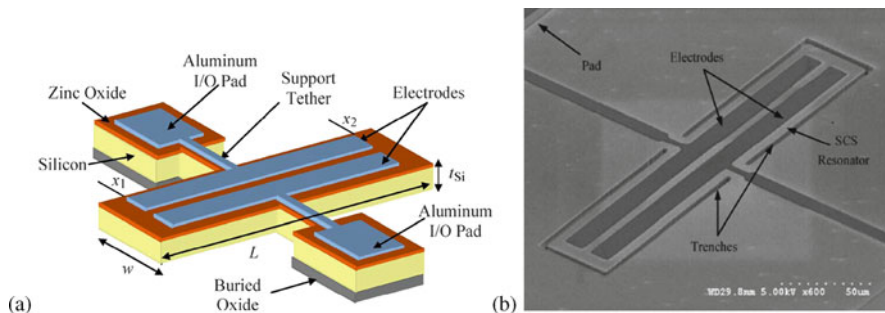 Aluminum
I/O Pad
Zinc Oxide
Support
Tether
Electrodes
x2
Silicon
x1
tSi
w
L
Aluminum
I/O Pad
Buried
Oxide
(a)
Pad
Electrodes
SCS
Resonator
Trenches
WD29.8mm 5.00kV x600 50um
(b)